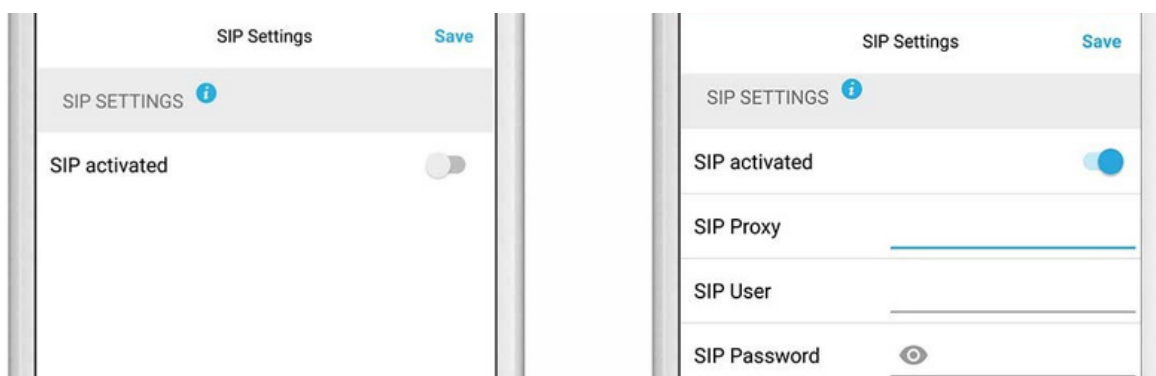 SIP Settings Save
SIP SETTINGS i
SIP activated
SIP Settings Save
SIP SETTINGS i
SIP activated
SIP Proxy
SIP User
SIP Password